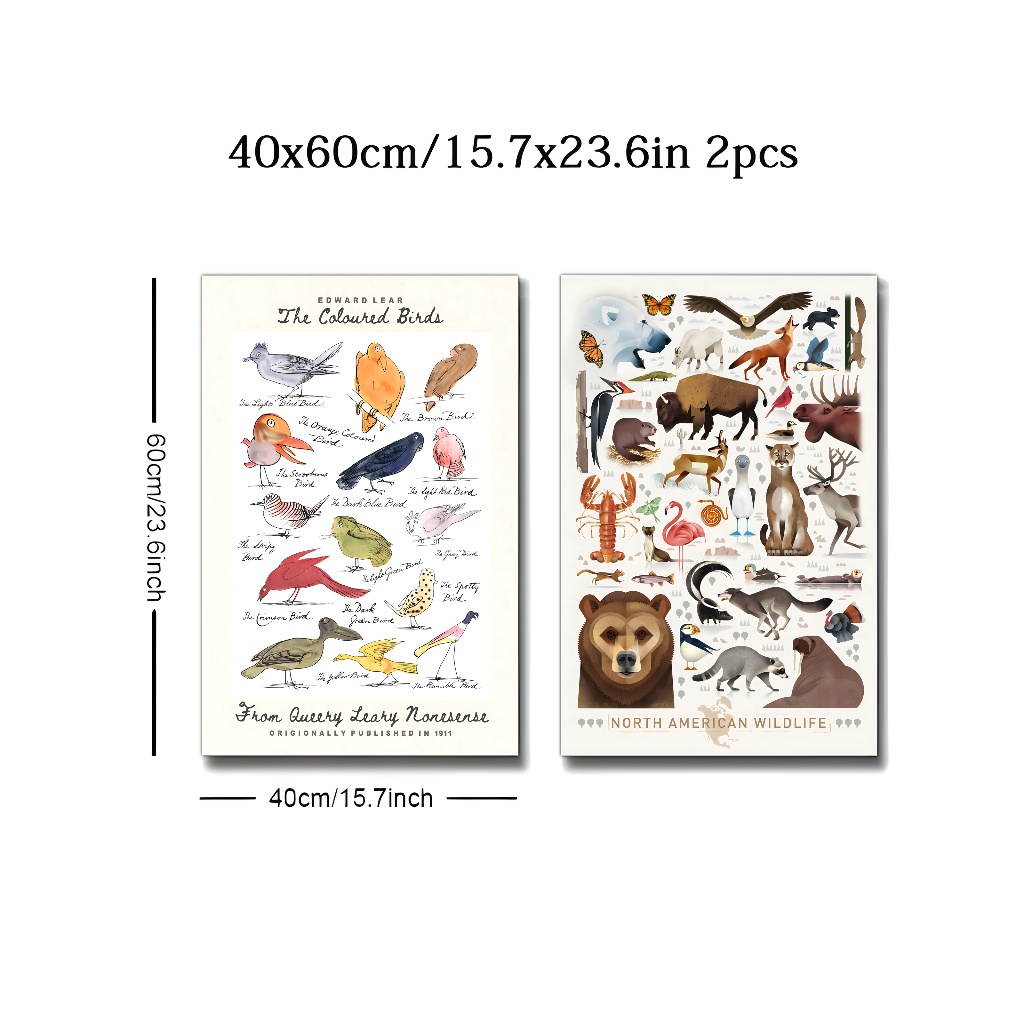 40x60cm/15.7x23.6in 2pcs
60cm/23.6inch
EDWARD LEAR
The Coloured Birds
The Light Blue Bird.
The Orange Coloured
Bird.
The Brown Bird.
The Scroobious
Bird
The Dark Blue Bird.
The Light Red Bird.
The Stripy
Bird.
The Light Green Bird.
The Gray Bird.
The Crimson Bird.
The Dark
Green Bird.
The Spotty
Bird.
The Yellow Bird.
The Runcible Bird.
From Queery Leary Nonesense
ORIGIONALLY PUBLISHED IN 1911
NORTH AMERICAN WILDLIFE
40cm/15.7inch